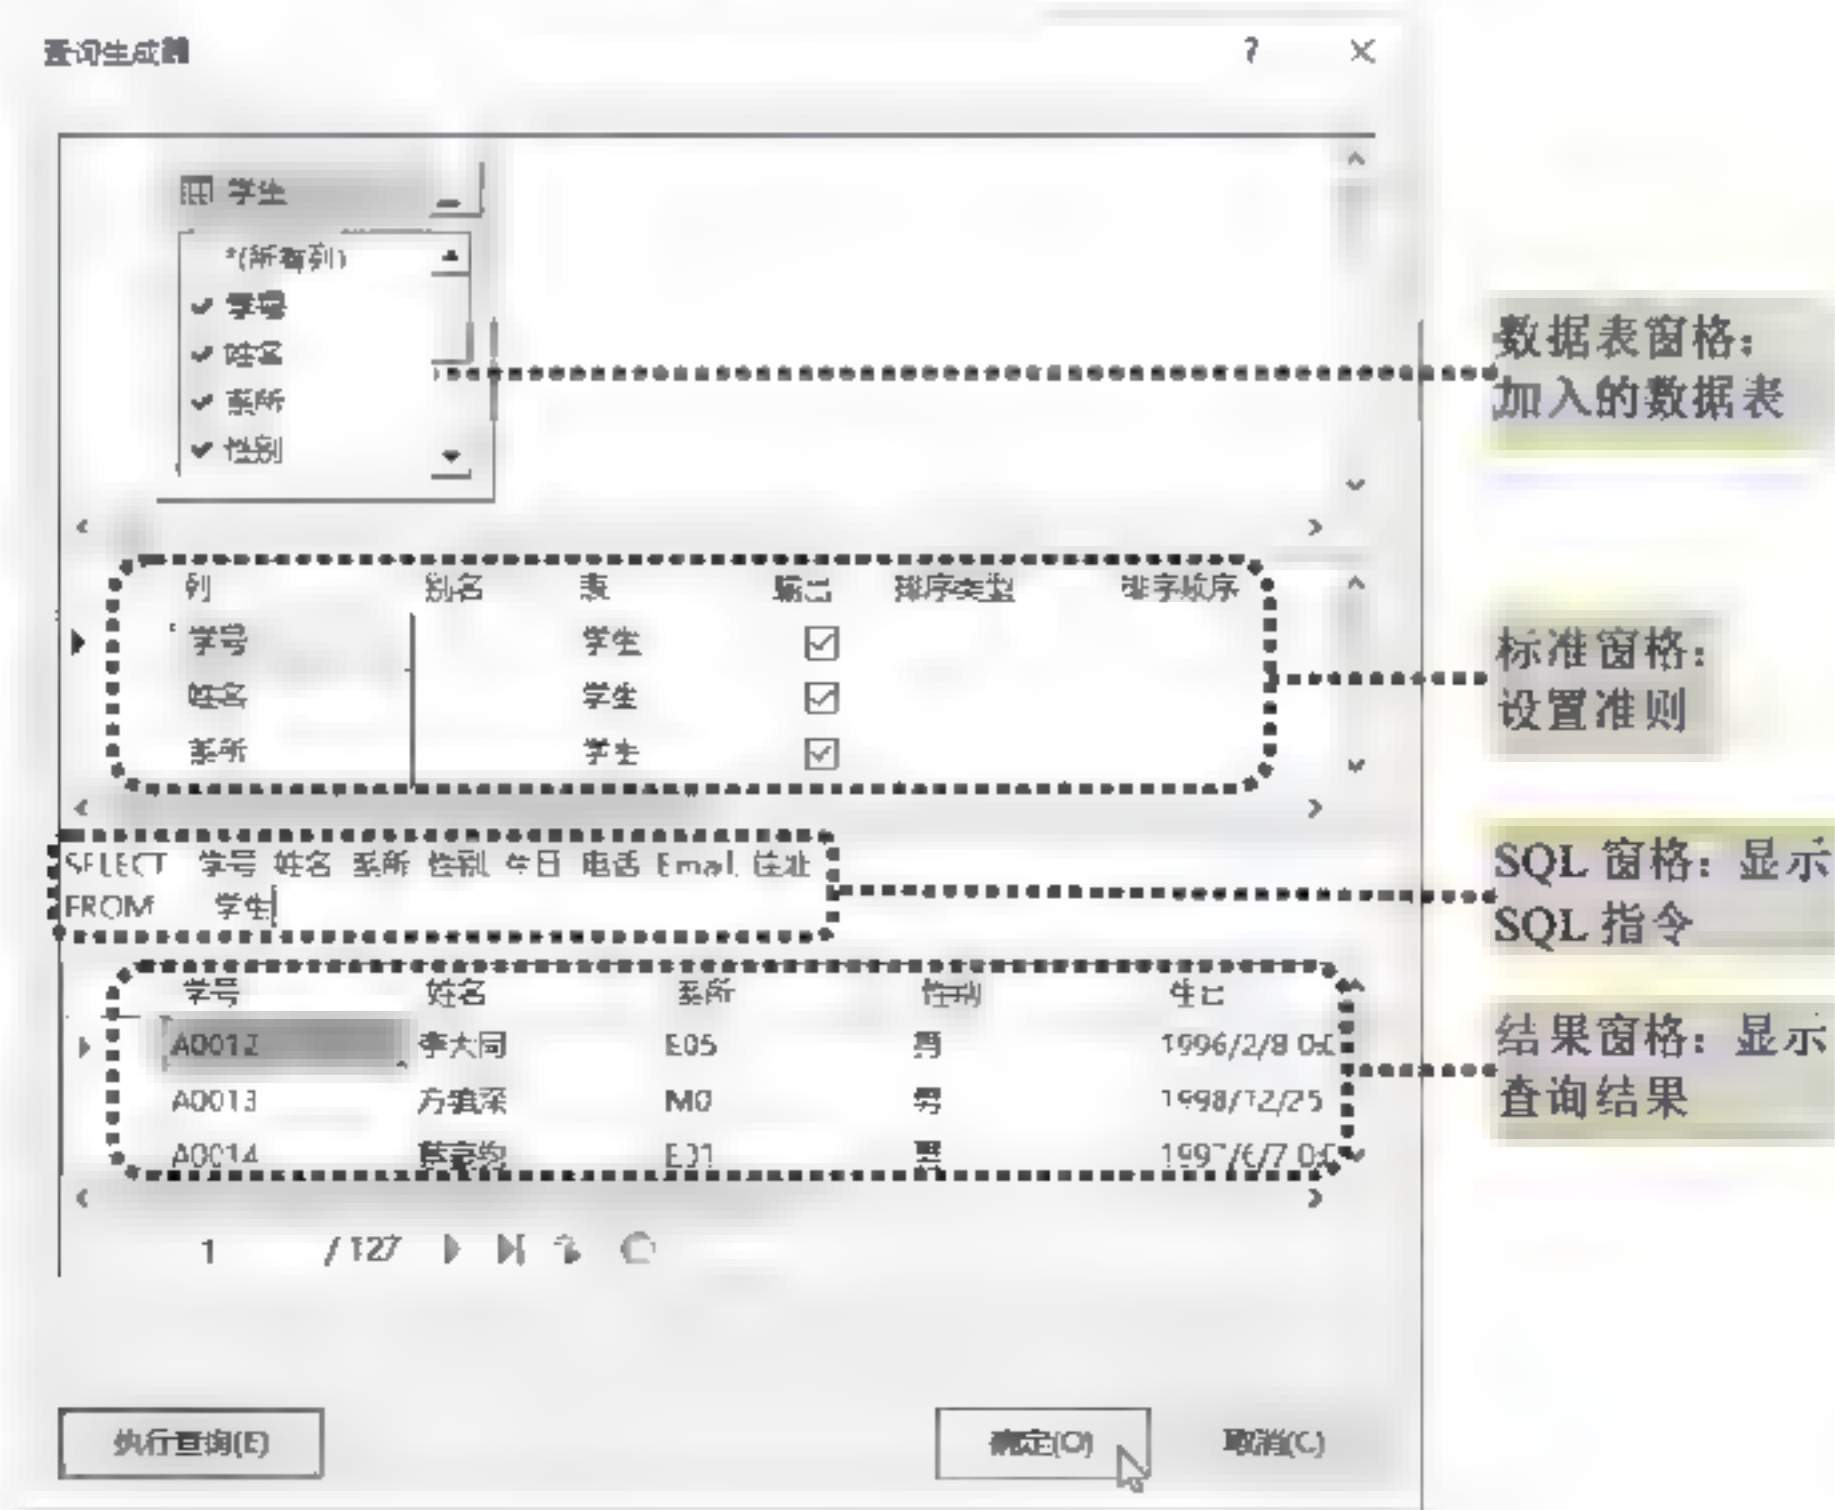 查询生成器 ? ×
学生
*(所有列)
学号
姓名
系所
性别
数据表窗格：
加入的数据表
列 别名 表 输出 排序类型 排序顺序
学号 学生
姓名 学生
系所 学生
标准窗格：
设置准则
SELECT 学号, 姓名, 系所, 性别, 生日, 电话, Email, 住址
FROM 学生
SQL 窗格：显示
SQL 指令
学号 姓名 系所 性别 生日
A0012 李大同 E05 男 1996/2/8 0:0
A0013 方 深 M0 男 1998/12/25
A0014 E01 男 1997/6/7 0:0
结果窗格：显示
查询结果
1 / 127
执行查询(E) 确定(O) 取消(C)